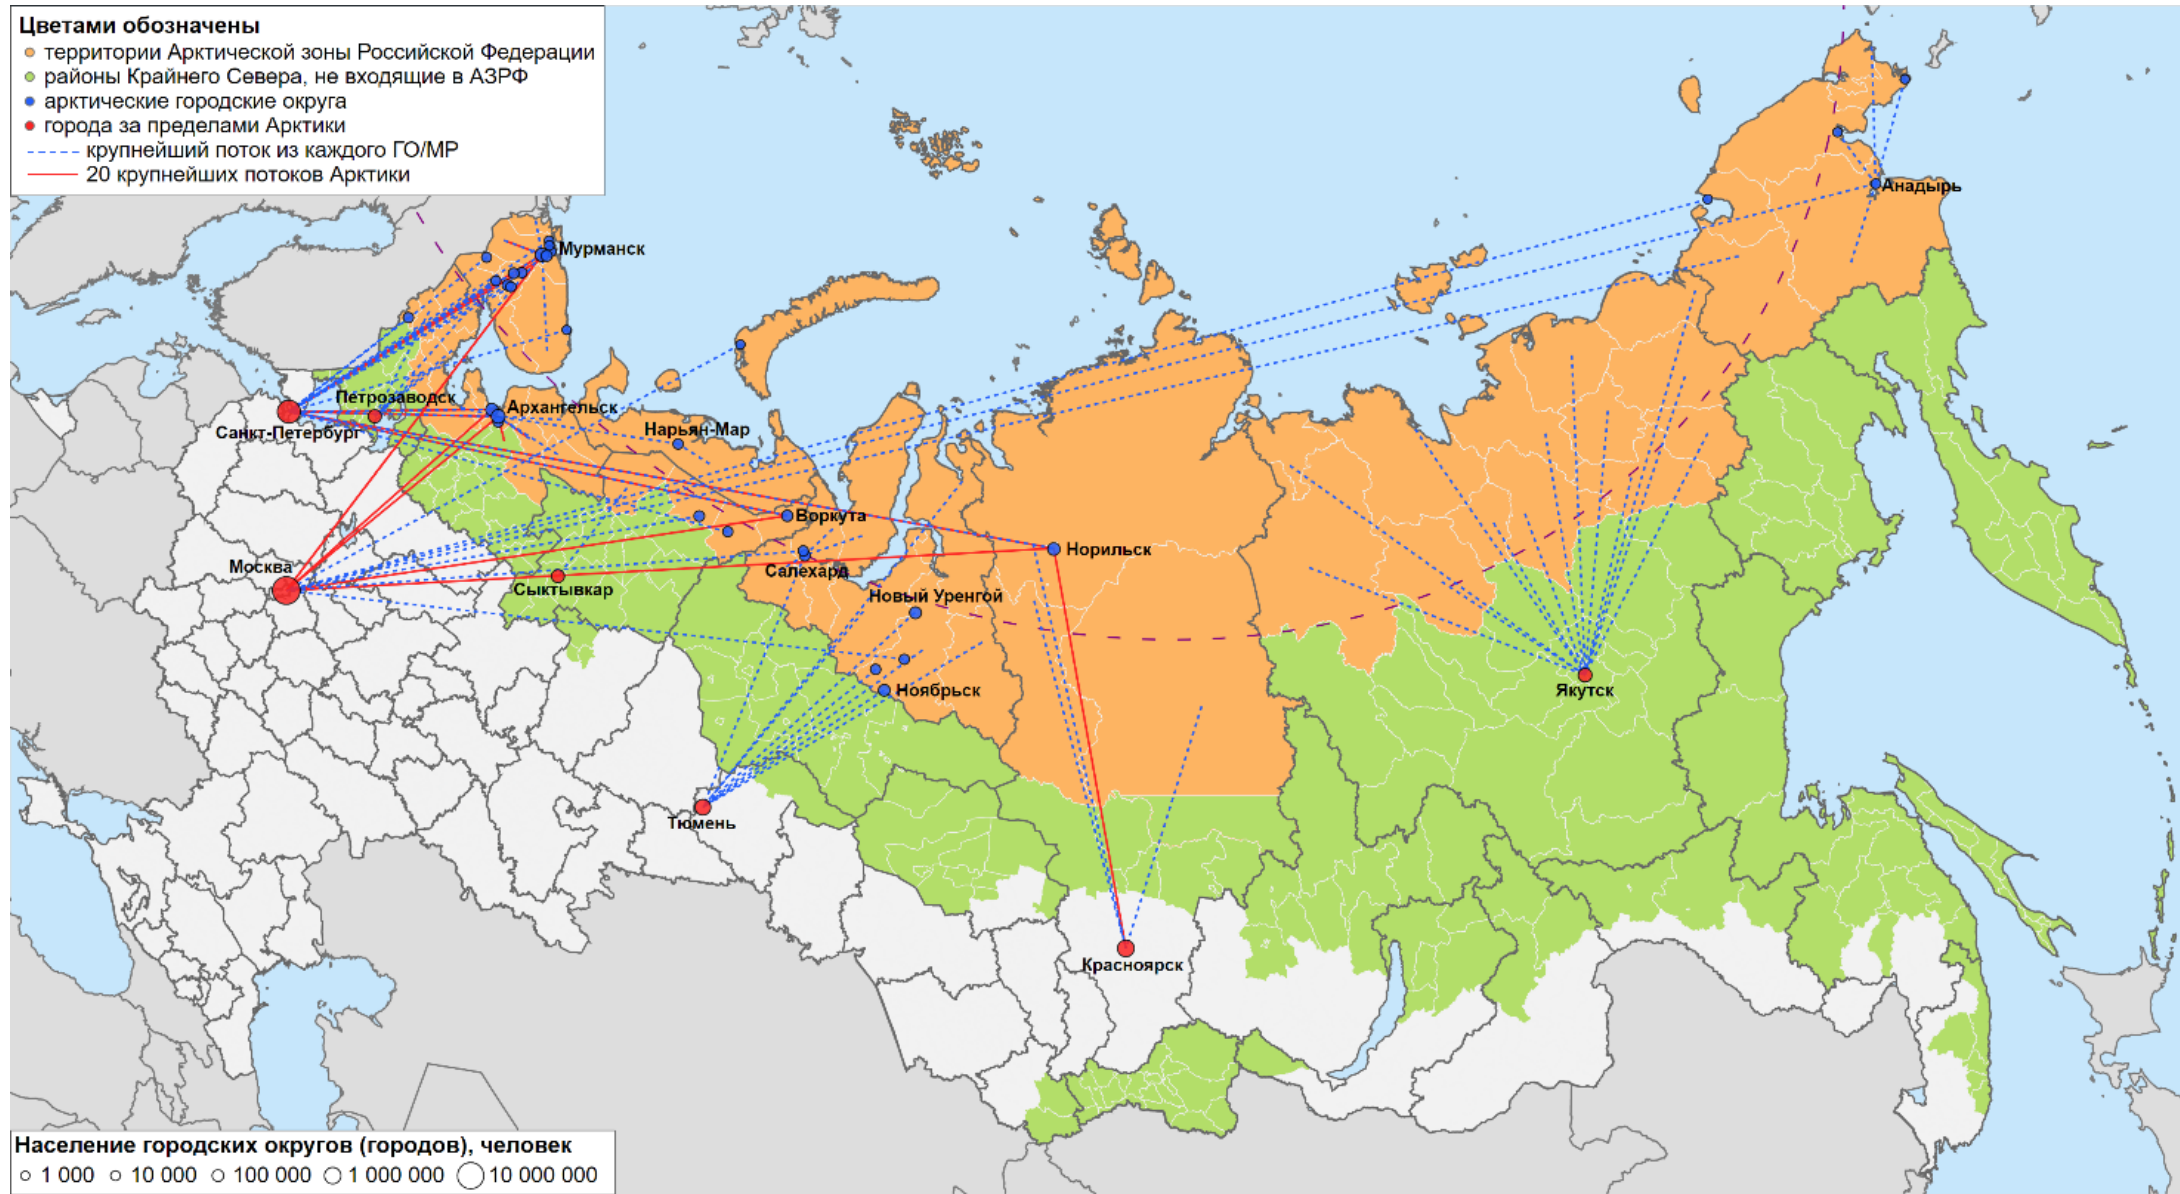 Цветами обозначены
территории Арктической зоны Российской Федерации
районы Крайнего Севера, не входящие в АЗРФ
арктические городские округа
города за пределами Арктики
крупнейший поток из каждого ГО/МР
20 крупнейших потоков Арктики
Анадырь
Мурманск
Петрозаводск
Архангельск
Санкт-Петербург
Нарьян-Мар
Воркута
Норильск
Москва
Салехард
Сыктывкар
Новый Уренгой
Ноябрьск
Якутск
Тюмень
Красноярск
Население городских округов (городов), человек
1 000 10 000 100 000 1 000 000 10 000 000